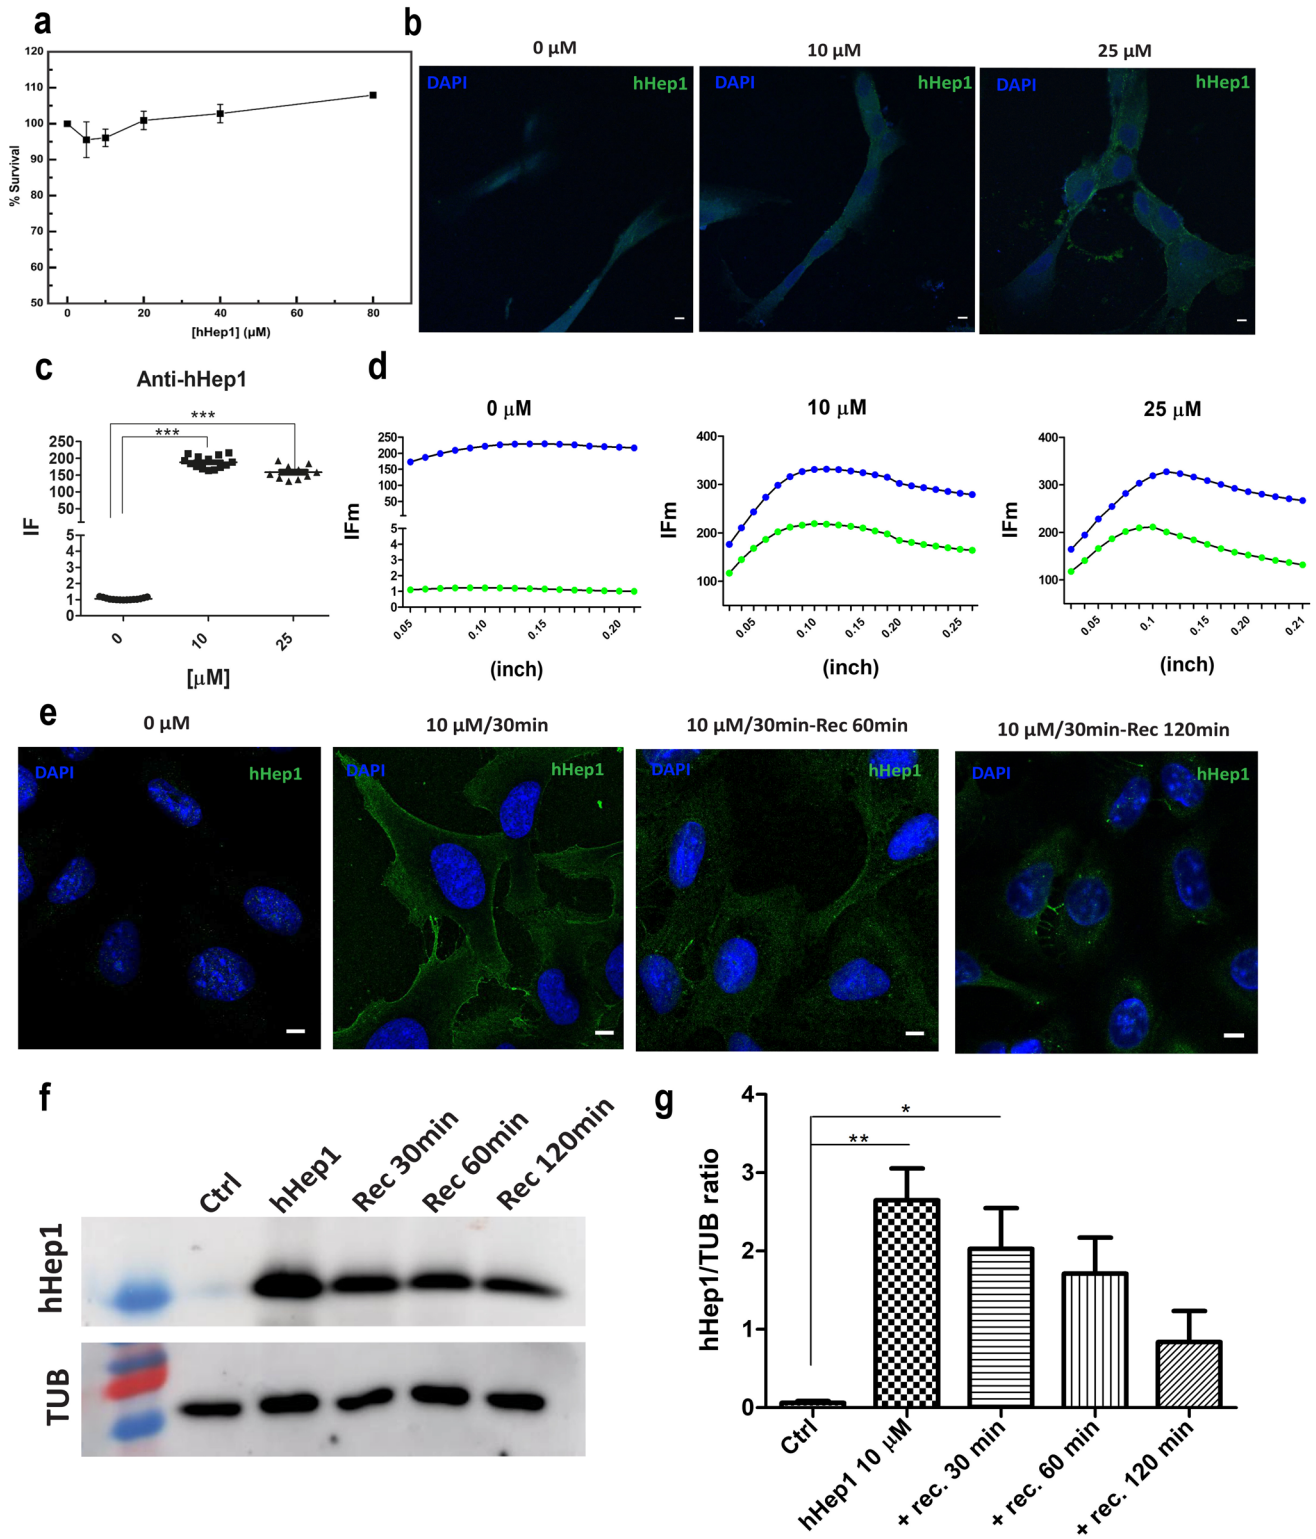 a
120
110
100
90
80
70
60
50
% Survival
0
20
40
60
80
[hHep1] (µM)
b
0 µM
10 µM
25 µM
DAPI
hHep1
DAPI
hHep1
DAPI
hHep1
c
Anti-hHep1
***
***
250
200
150
100
50
5
4
3
2
1
0
IF
0
10
25
[µM]
d
0 µM
250
200
150
100
50
5
4
3
2
1
0
IFm
0.05
0.10
0.15
0.20
(inch)
10 µM
400
300
200
100
IFm
0.05
0.10
0.15
0.20
0.25
(inch)
25 µM
400
300
200
100
IFm
0.05
0.1
0.15
0.20
0.21
(inch)
e
0 µM
10 µM/30min
10 µM/30min-Rec 60min
10 µM/30min-Rec 120min
DAPI
hHep1
DAPI
hHep1
DAPI
hHep1
DAPI
hHep1
f
Ctrl
hHep1
Rec 30min
Rec 60min
Rec 120min
hHep1
TUB
g
4
3
2
1
0
hHep1/TUB ratio
*
**
Ctrl
hHep1 10 µM
+ rec. 30 min
+ rec. 60 min
+ rec. 120 min